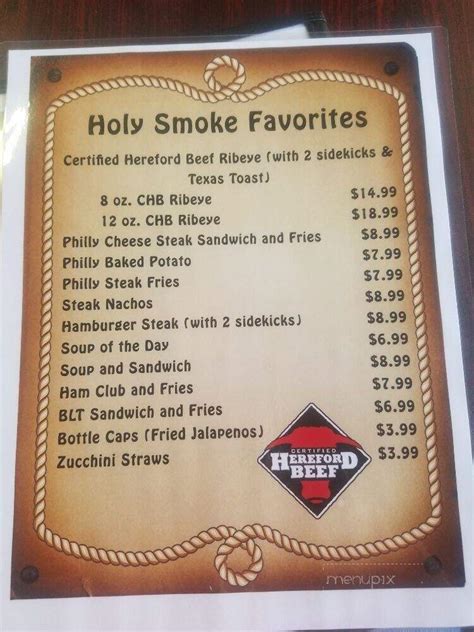 Holy Smoke Favorites
Certified Hereford Beef Ribeye (with 2 sidekicks &
Texas Toast)
8 oz. CHB Ribeye $14.99
12 oz. CHB Ribeye $18.99
Philly Cheese Steak Sandwich and Fries $8.99
Philly Baked Potato $7.99
Philly Steak Fries $7.99
Steak Nachos $8.99
Hamburger Steak (with 2 sidekicks) $8.99
Soup of the Day $6.99
Soup and Sandwich $8.99
Ham Club and Fries $7.99
BLT Sandwich and Fries $6.99
Bottle Caps (Fried Jalapenos) $3.99
Zucchini Straws $3.99
CERTIFIED
HEREFORD
BEEF
menupix